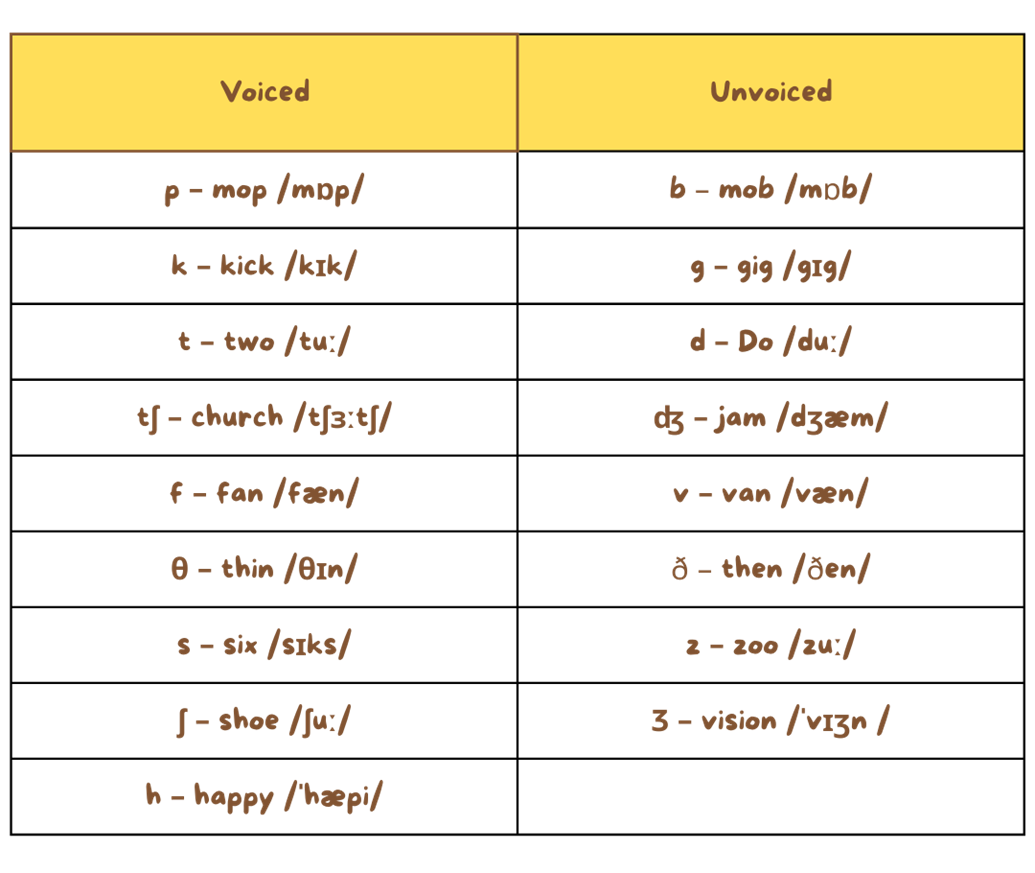 Voiced Unvoiced
p – mop /mɒp/ b – mob /mɒb/
k – kick /kɪk/ g – gig /gɪg/
t – two /tuː/ d – Do /duː/
tʃ – church /tʃɜːtʃ/ ʤ – jam /dʒæm/
f – fan /fæn/ v – van /væn/
θ – thin /θɪn/ ð – then /ðen/
s – six /sɪks/ z – zoo /zuː/
ʃ – shoe /ʃuː/ Ʒ – vision /ˈvɪʒn /
h – happy /ˈhæpi/